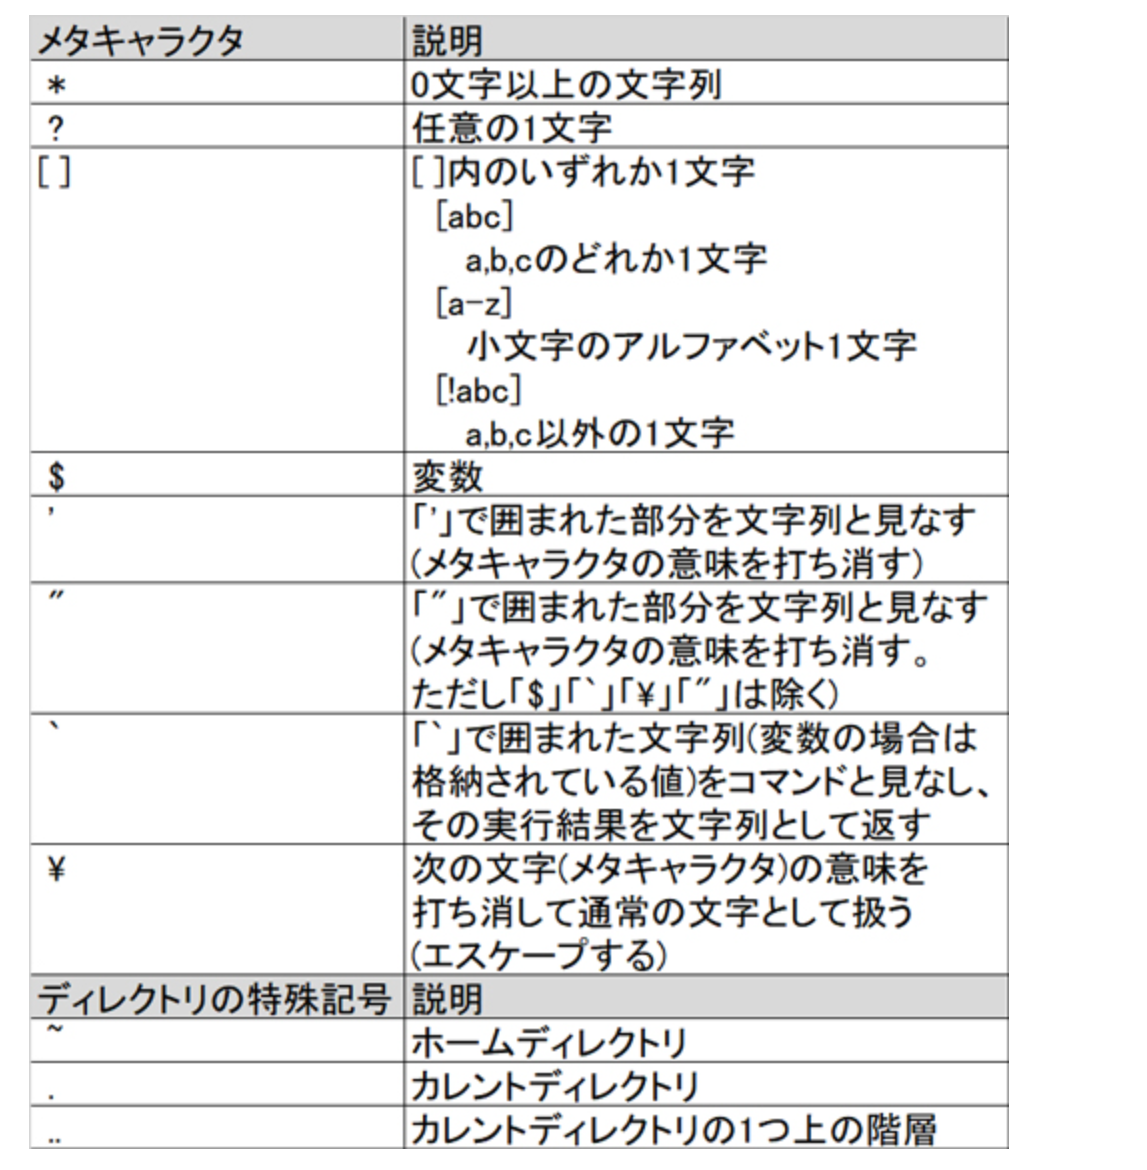 メタキャラクタ 説明
* 0文字以上の文字列
? 任意の1文字
[ ] [ ]内のいずれか1文字
[abc]
a,b,cのどれか1文字
[a-z]
小文字のアルファベット1文字
[!abc]
a,b,c以外の1文字
$ 変数
' 「'」で囲まれた部分を文字列と見なす
(メタキャラクタの意味を打ち消す)
" 「"」で囲まれた部分を文字列と見なす
(メタキャラクタの意味を打ち消す。
ただし「$」「`」「¥」「"」は除く)
` 「`」で囲まれた文字列(変数の場合は
格納されている値)をコマンドと見なし、
その実行結果を文字列として返す
¥ 次の文字(メタキャラクタ)の意味を
打ち消して通常の文字として扱う
(エスケープする)
ディレクトリの特殊記号 説明
~ ホームディレクトリ
. カレントディレクトリ
.. カレントディレクトリの1つ上の階層